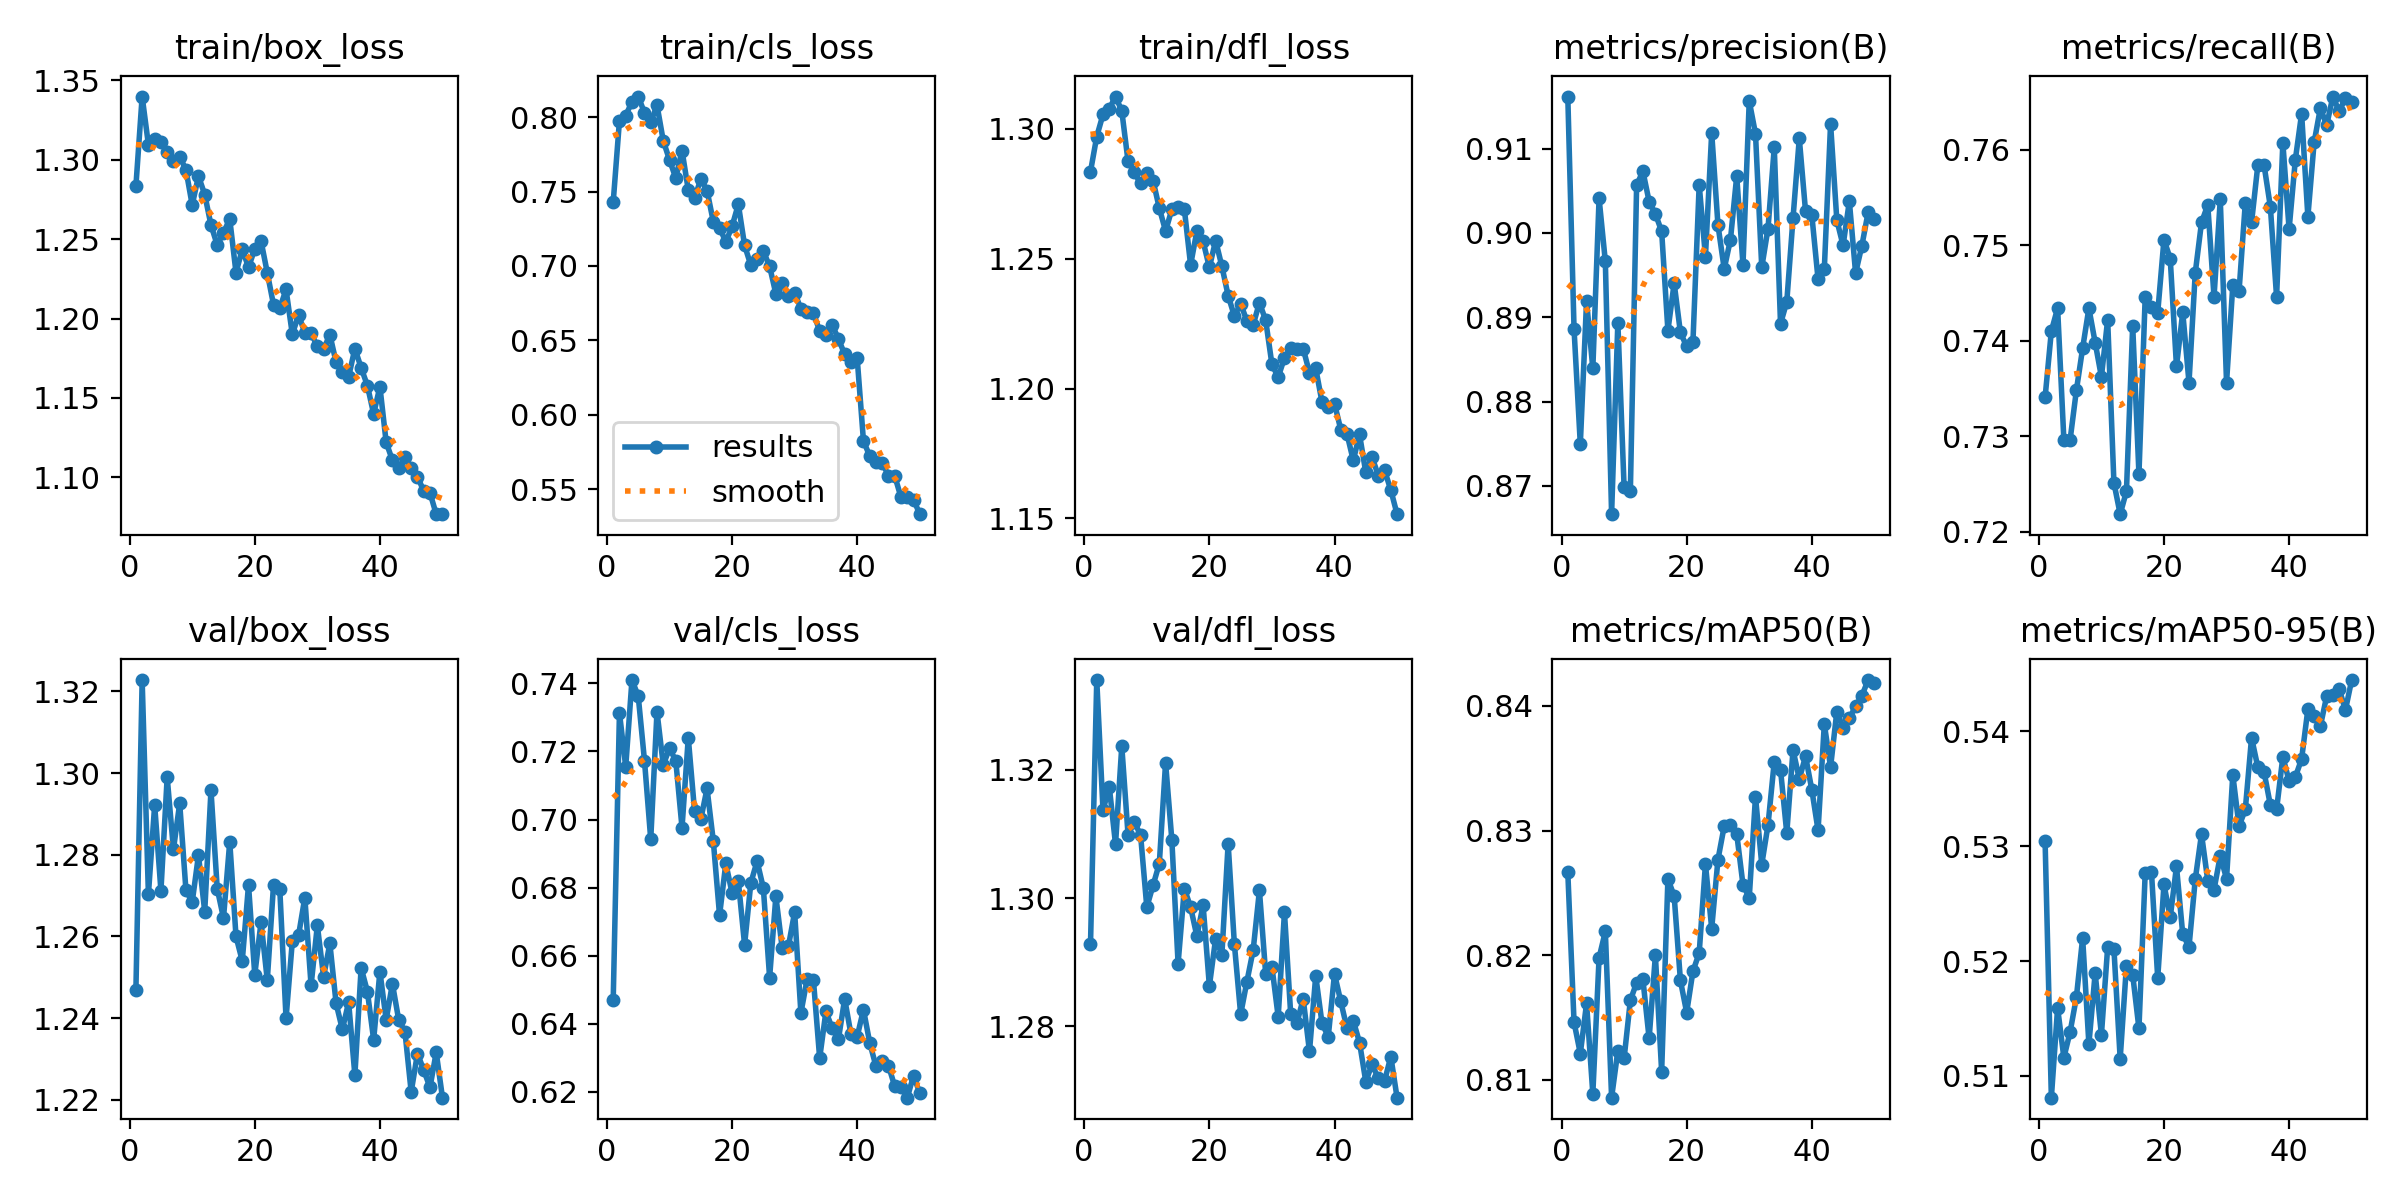 train/box_loss
1.35
1.30
1.25
1.20
1.15
1.10
0 20 40
train/cls_loss
0.80
0.75
0.70
0.65
0.60
0.55
results
smooth
0 20 40
train/dfl_loss
1.30
1.25
1.20
1.15
0 20 40
metrics/precision(B)
0.91
0.90
0.89
0.88
0.87
0 20 40
metrics/recall(B)
0.76
0.75
0.74
0.73
0.72
0 20 40
val/box_loss
1.32
1.30
1.28
1.26
1.24
1.22
0 20 40
val/cls_loss
0.74
0.72
0.70
0.68
0.66
0.64
0.62
0 20 40
val/dfl_loss
1.32
1.30
1.28
0 20 40
metrics/mAP50(B)
0.84
0.83
0.82
0.81
0 20 40
metrics/mAP50-95(B)
0.54
0.53
0.52
0.51
0 20 40